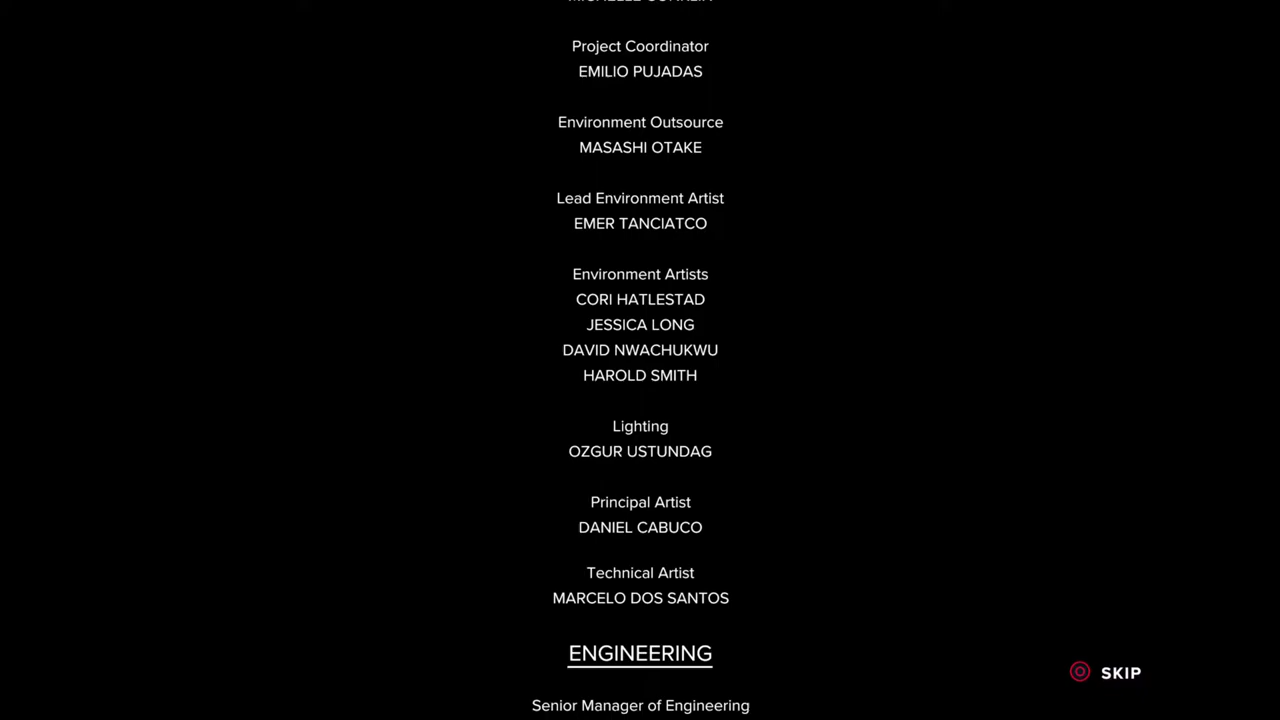 Project Coordinator
EMILIO PUJADAS
Environment Outsource
MASASHI OTAKE
Lead Environment Artist
EMER TANCIATCO
Environment Artists
CORI HATLESTAD
JESSICA LONG
DAVID NWACHUKWU
HAROLD SMITH
Lighting
OZGUR USTUNDAG
Principal Artist
DANIEL CABUCO
Technical Artist
MARCELO DOS SANTOS
ENGINEERING
SKIP
Senior Manager of Engineering